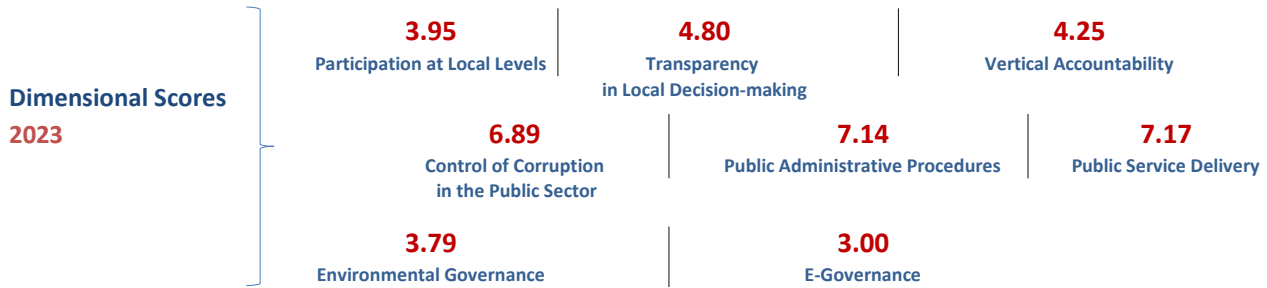 Dimensional Scores
2023
3.95
Participation at Local Levels
4.80
Transparency
in Local Decision-making
4.25
Vertical Accountability
6.89
Control of Corruption
in the Public Sector
7.14
Public Administrative Procedures
7.17
Public Service Delivery
3.79
Environmental Governance
3.00
E-Governance